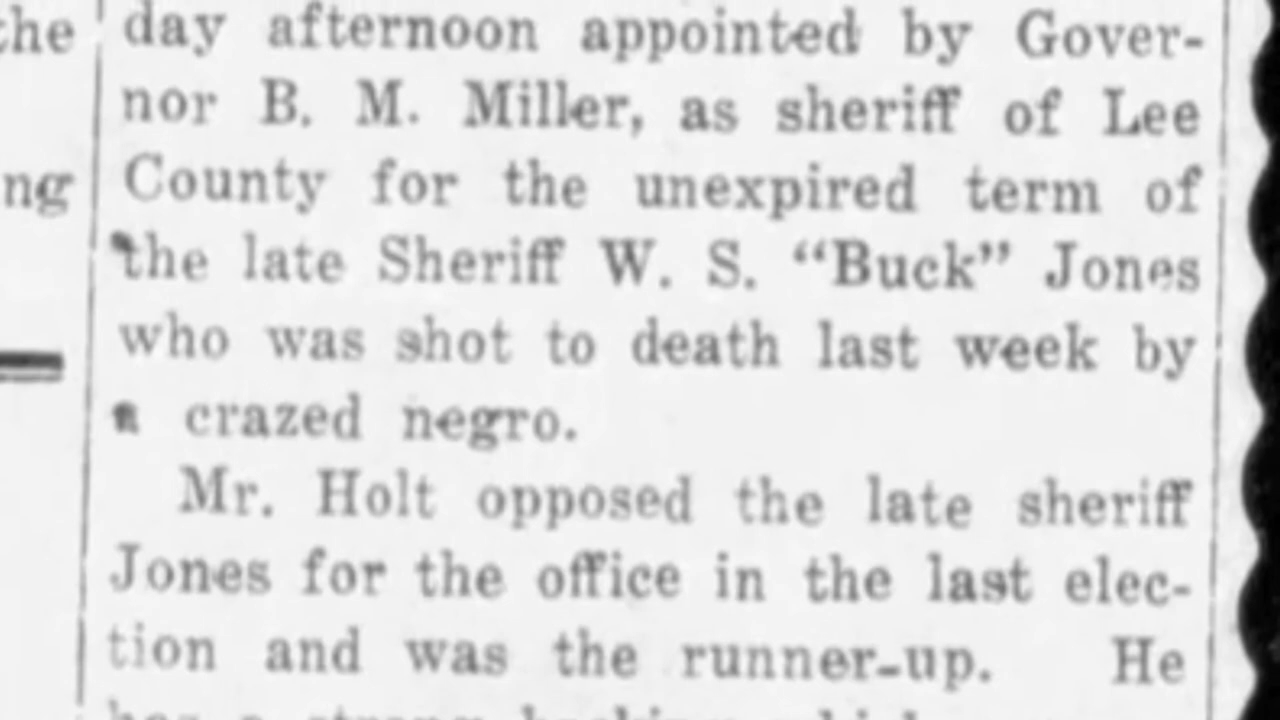 the
day afternoon appointed by Gover-
nor B. M. Miller, as sheriff of Lee
ng
County for the unexpired term of
the late Sheriff W. S. “Buck” Jones
who was shot to death last week by
a crazed negro.
Mr. Holt opposed the late sheriff
Jones for the office in the last elec-
tion and was the runner-up. He